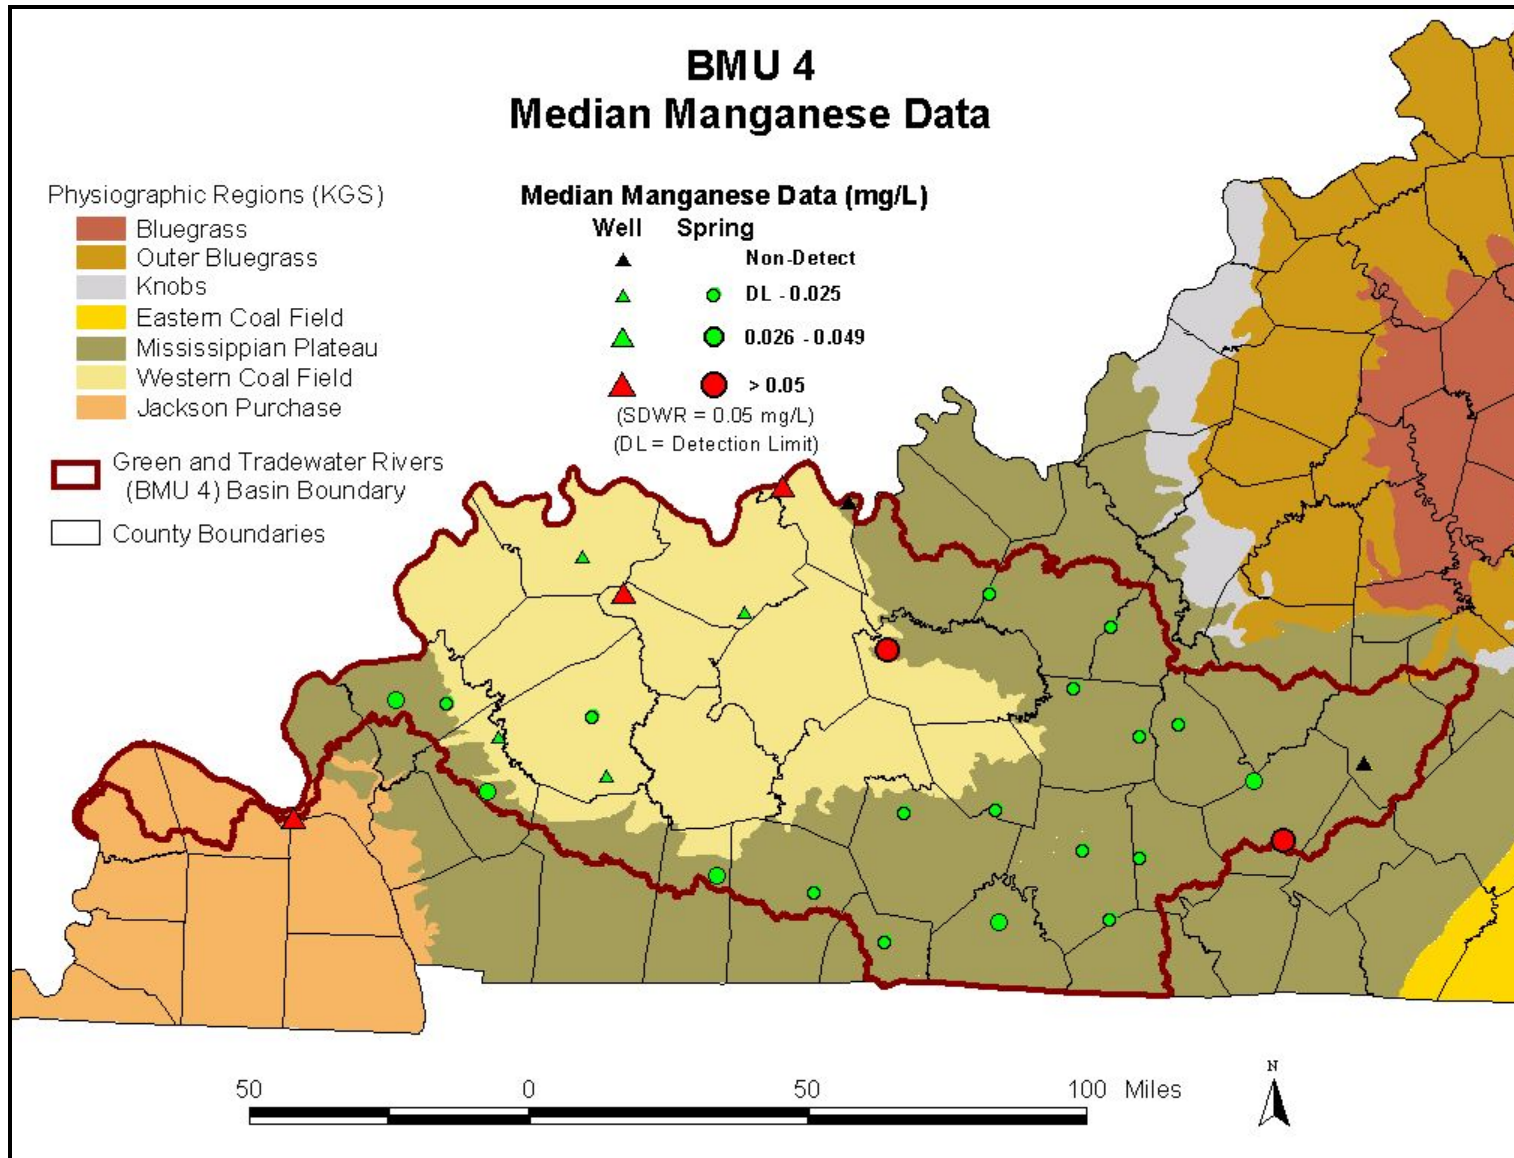 BMU 4
Median Manganese Data
Physiographic Regions (KGS)
Bluegrass
Outer Bluegrass
Knobs
Eastern Coal Field
Mississippian Plateau
Western Coal Field
Jackson Purchase
Green and Tradewater Rivers
(BMU 4) Basin Boundary
County Boundaries
Median Manganese Data (mg/L)
Well Spring
Non-Detect
DL - 0.025
0.026 - 0.049
> 0.05
(SDWR = 0.05 mg/L)
(DL = Detection Limit)
50 0 50 100 Miles
N